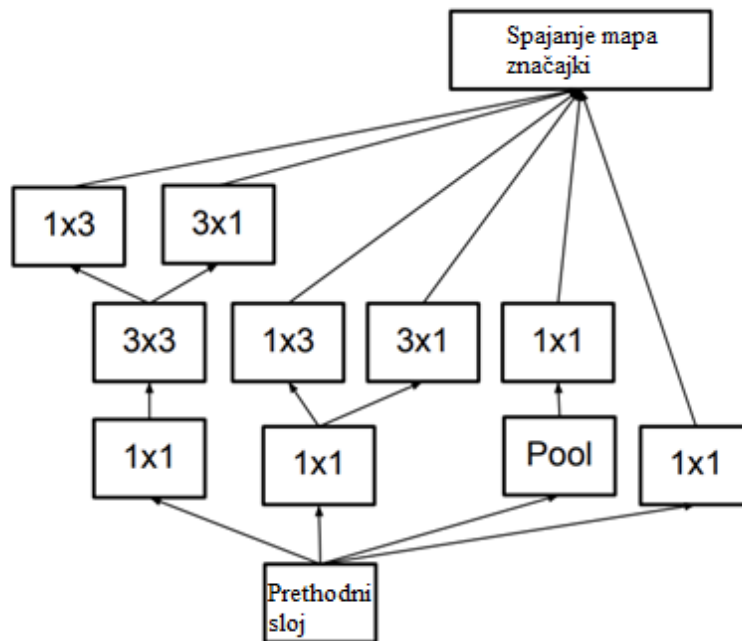 Spajanje mapa
značajki
1x3
3x1
3x3
1x3
3x1
1x1
1x1
1x1
Pool
1x1
Prethodni
sloj